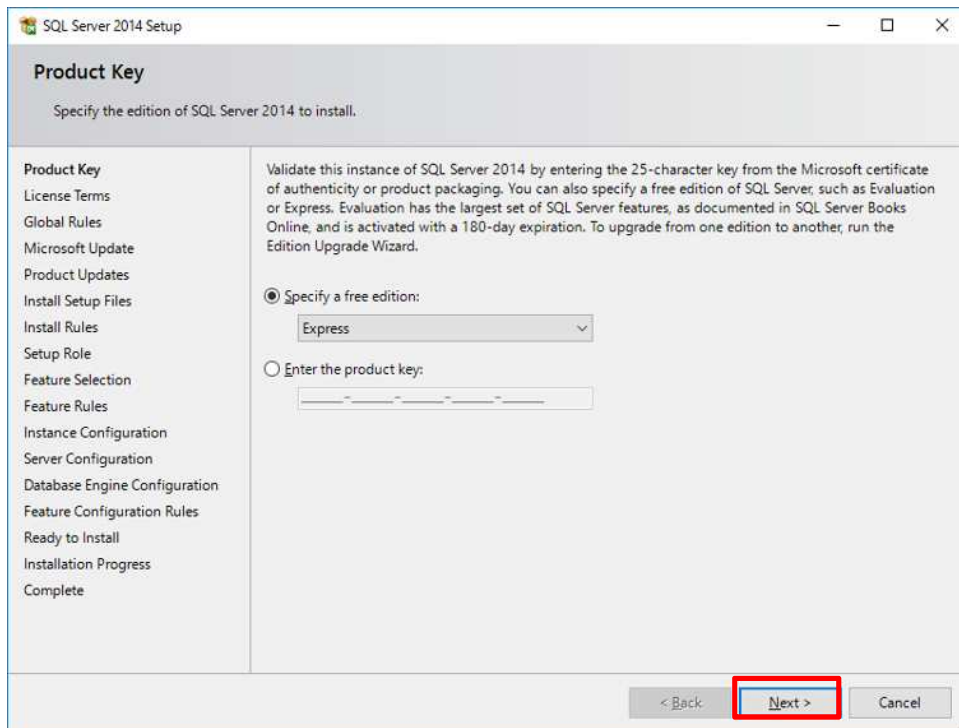 SQL Server 2014 Setup
Product Key
Specify the edition of SQL Server 2014 to install.
Product Key
License Terms
Global Rules
Microsoft Update
Product Updates
Install Setup Files
Install Rules
Setup Role
Feature Selection
Feature Rules
Instance Configuration
Server Configuration
Database Engine Configuration
Feature Configuration Rules
Ready to Install
Installation Progress
Complete
Validate this instance of SQL Server 2014 by entering the 25-character key from the Microsoft certificate
of authenticity or product packaging. You can also specify a free edition of SQL Server, such as Evaluation
or Express. Evaluation has the largest set of SQL Server features, as documented in SQL Server Books
Online, and is activated with a 180-day expiration. To upgrade from one edition to another, run the
Edition Upgrade Wizard.
Specify a free edition:
Express
Enter the product key:
_____-_____-_____-_____-_____
< Back
Next >
Cancel